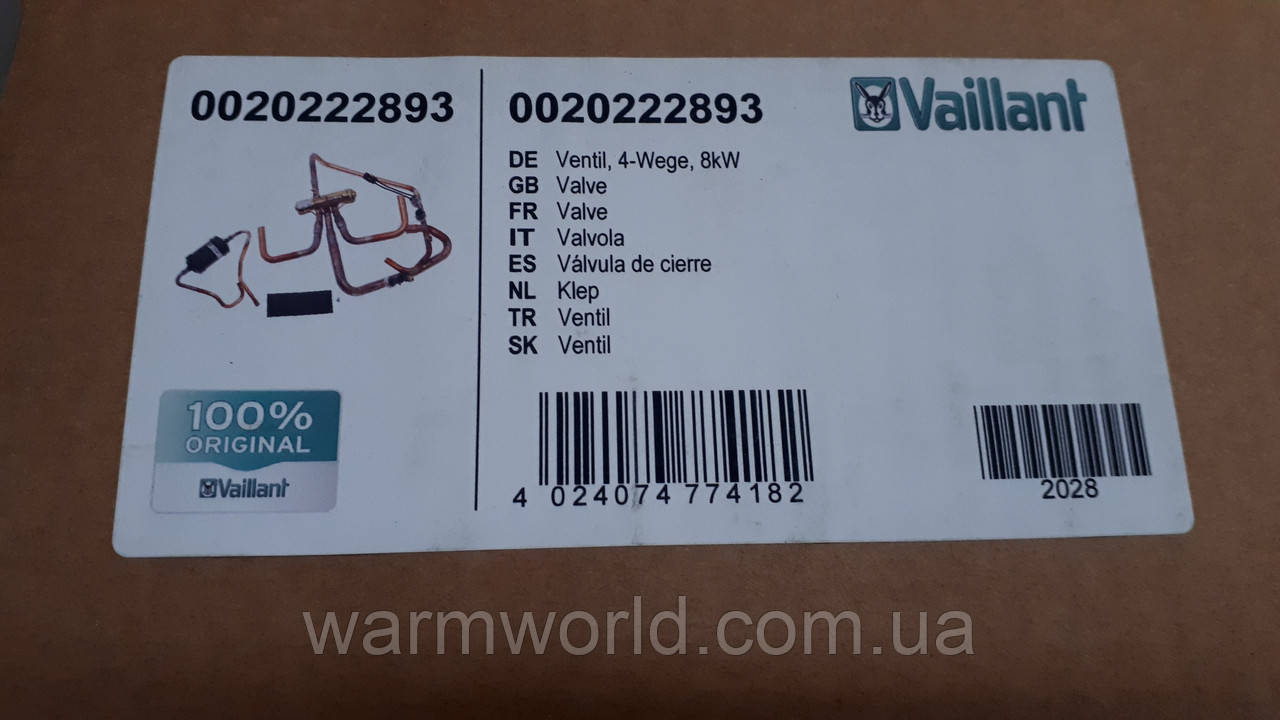 0020222893
100%
ORIGINAL
Vaillant
0020222893
Vaillant
DE Ventil, 4-Wege, 8kW
GB Valve
FR Valve
IT Valvola
ES Válvula de cierre
NL Klep
TR Ventil
SK Ventil
4 024074 774182
2028
warmworld.com.ua